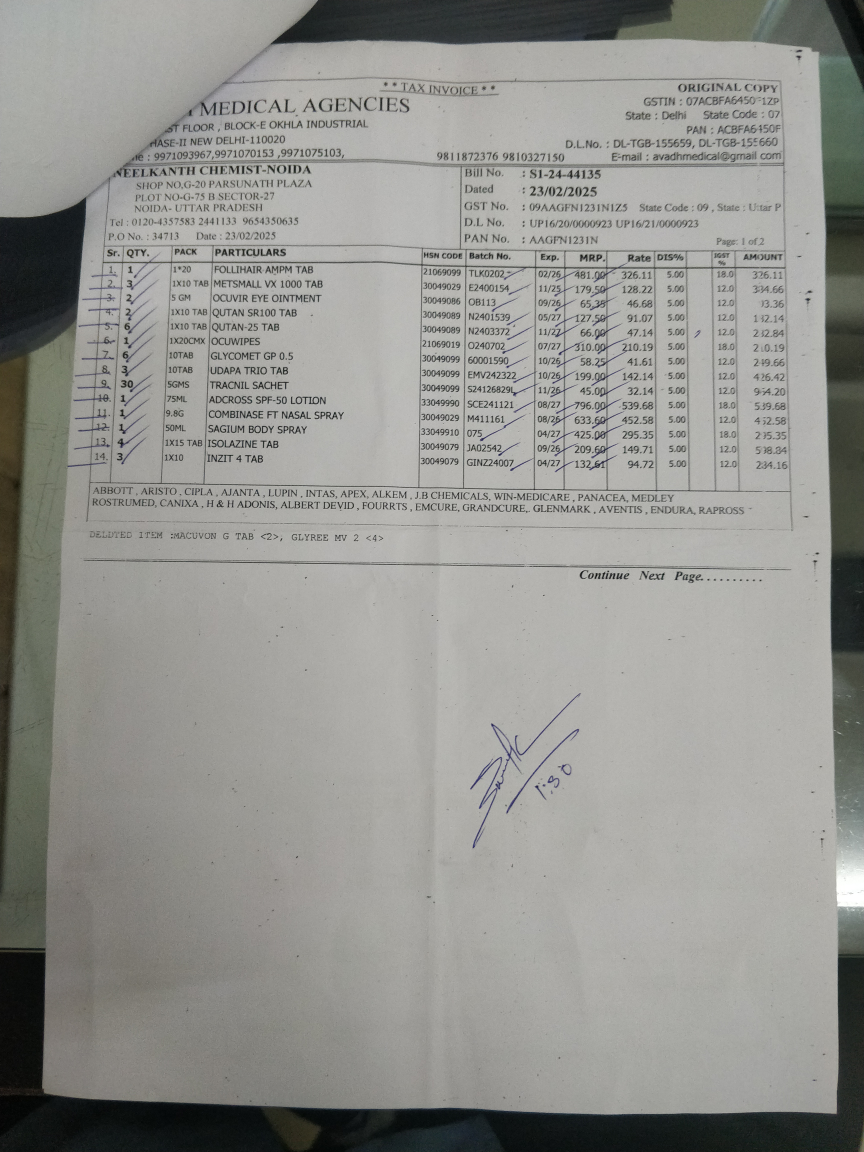 * * TAX INVOICE * *
ORIGINAL COPY
MEDICAL AGENCIES
GSTIN : 07ACBFA6450
1ZP
FLOOR , BLOCK-E OKHLA INDUSTRIAL
State : Delhi State Code : 07
HASE-II NEW DELHI-110020
PAN : ACBFA6450F
: 9971093967,9971070153 ,9971075103, 9811872376 9810327150
D.L.No. : DL-TGB-155659, DL-TGB-155660
E-mail : avadhmedical@gmail.com
NEELKANTH CHEMIST-NOIDA
SHOP NO,G-20 PARSUNATH PLAZA
PLOT NO-G-75 B SECTOR-27
NOIDA- UTTAR PRADESH
Tel : 0120-4357583 2441133 9654350635
P.O No. : 34713 Date : 23/02/2025
Bill No. : S1-24-44135
Dated : 23/02/2025
GST No. : 09AAGFN1231N1Z5 State Code : 09 , State : Uttar P
D.L No. : UP16/20/0000923 UP16/21/0000923
PAN No. : AAGFN1231N Page: 1 of 2
Sr. QTY. PACK PARTICULARS HSN CODE Batch No. Exp. MRP. Rate DIS% IGST % AMOUNT
1. 1 1*20 FOLLIHAIR-AMPM TAB 21069099 TLK0202 02/26 481.00 326.11 5.00 18.0 326.11
2. 3 1X10 TAB METSMALL VX 1000 TAB 30049029 E2400154 11/25 179.50 128.22 5.00 12.0 384.66
3. 2 5 GM OCUVIR EYE OINTMENT 30049086 OB113 09/26 65.35 46.68 5.00 12.0 93.36
4. 2 1X10 TAB QUTAN SR100 TAB 30049089 N2401539 05/27 127.50 91.07 5.00 12.0 182.14
5. 6 1X10 TAB QUTAN-25 TAB 30049089 N2403372 11/27 66.00 47.14 5.00 12.0 282.84
6. 1 1X20CMX OCUWIPES 21069019 O240702 07/27 310.00 210.19 5.00 18.0 210.19
7. 6 10TAB GLYCOMET GP 0.5 30049099 60001590 10/26 58.25 41.61 5.00 12.0 249.66
8. 3 10TAB UDAPA TRIO TAB 30049099 EMV242322 10/26 199.00 142.14 5.00 12.0 426.42
9. 30 5GMS TRACNIL SACHET 30049099 S24126829L 11/26 45.00 32.14 5.00 12.0 964.20
10. 1 75ML ADCROSS SPF-50 LOTION 33049990 SCE241121 08/27 796.00 539.68 5.00 18.0 539.68
11. 1 9.8G COMBINASE FT NASAL SPRAY 30049029 M411161 08/26 633.60 452.58 5.00 12.0 452.58
12. 1 50ML SAGIUM BODY SPRAY 33049910 075 04/27 425.00 295.35 5.00 18.0 295.35
13. 4 1X15 TAB ISOLAZINE TAB 30049079 JA02542 09/26 209.60 149.71 5.00 12.0 598.84
14. 3 1X10 INZIT 4 TAB 30049079 GINZ24007 04/27 132.61 94.72 5.00 12.0 284.16
ABBOTT , ARISTO , CIPLA , AJANTA , LUPIN , INTAS, APEX, ALKEM , J.B CHEMICALS, WIN-MEDICARE , PANACEA, MEDLEY
ROSTRUMED, CANIXA , H & H ADONIS, ALBERT DEVID , FOURRTS , EMCURE, GRANDCURE,. GLENMARK , AVENTIS , ENDURA, RAPROSS
DELETED ITEM :MACUVON G TAB <2>, GLYREE MV 2 <4>
Continue Next Page..........
1:30